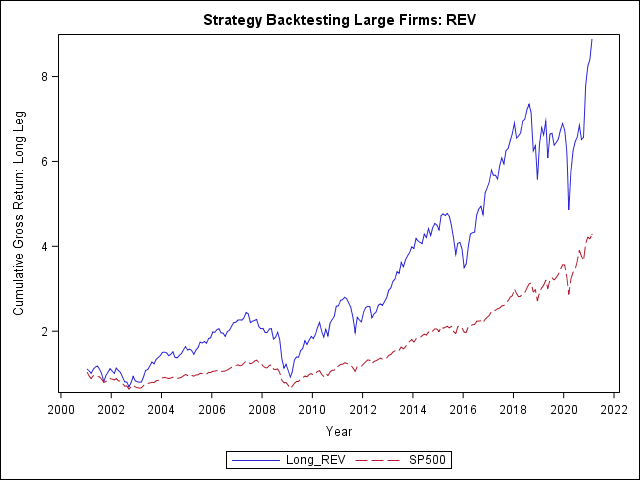 Strategy Backtesting Large Firms: REV
Cumulative Gross Return: Long Leg
8
6
4
2
2000 2002 2004 2006 2008 2010 2012 2014 2016 2018 2020 2022
Year
Long_REV SP500